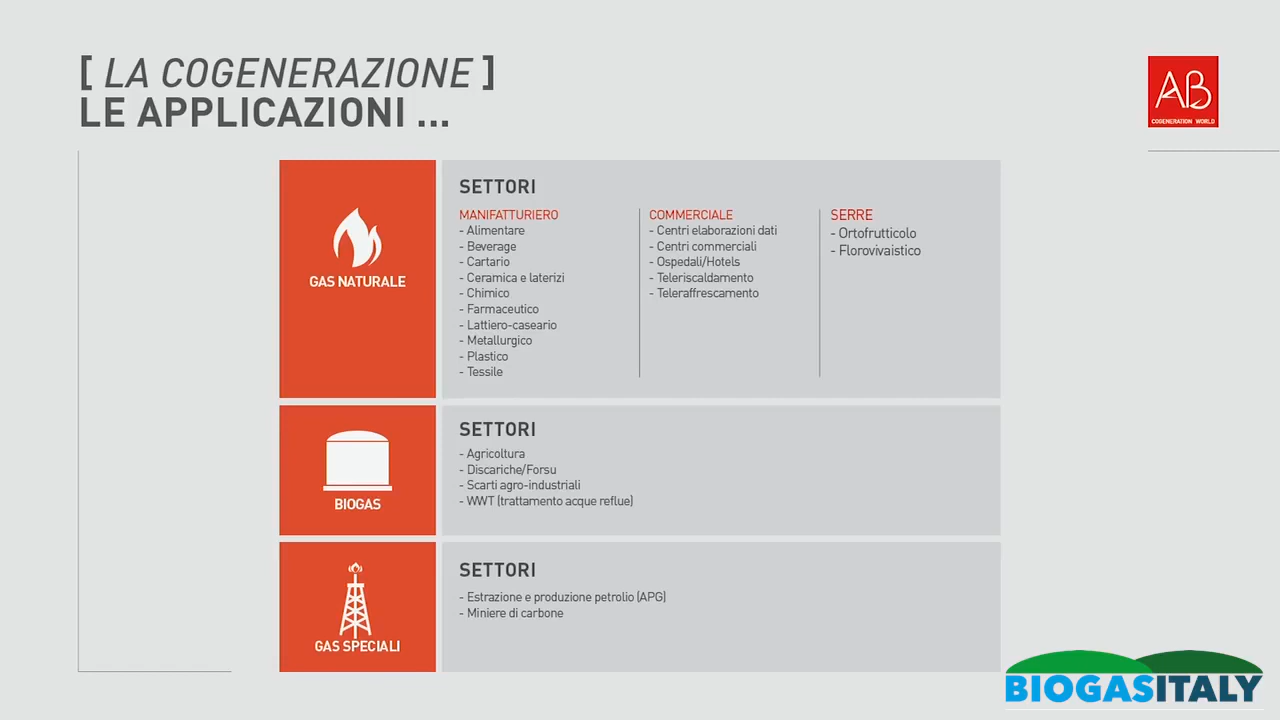 [ LA COGENERAZIONE ]
LE APPLICAZIONI ...
AB
COGENERATION WORLD
GAS NATURALE
SETTORI
MANIFATTURIERO
- Alimentare
- Beverage
- Cartario
- Ceramica e laterizi
- Chimico
- Farmaceutico
- Lattiero-caseario
- Metallurgico
- Plastico
- Tessile
COMMERCIALE
- Centri elaborazioni dati
- Centri commerciali
- Ospedali/Hotels
- Teleriscaldamento
- Teleraffrescamento
SERRE
- Ortofrutticolo
- Florovivaistico
BIOGAS
SETTORI
- Agricoltura
- Discariche/Forsu
- Scarti agro-industriali
- WWT (trattamento acque reflue)
GAS SPECIALI
SETTORI
- Estrazione e produzione petrolio (APG)
- Miniere di carbone
BIOGASITALY